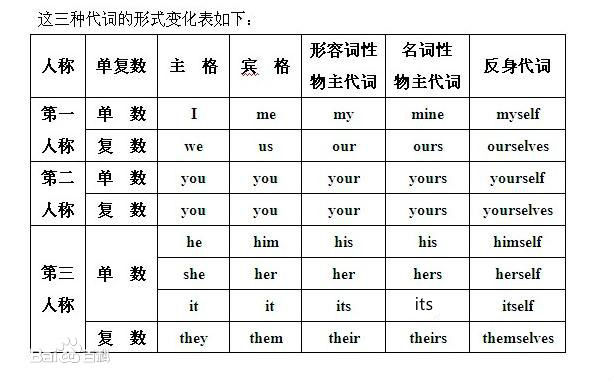 这三种代词的形式变化表如下：
人称 单复数 主 格 宾 格 形容词性物主代词 名词性物主代词 反身代词
第一人称 单 数 I me my mine myself
复 数 we us our ours ourselves
第二人称 单 数 you you your yours yourself
复 数 you you your yours yourselves
第三人称 单 数 he him his his himself
she her her hers herself
it it its its itself
复 数 they them their theirs themselves
Bai百科